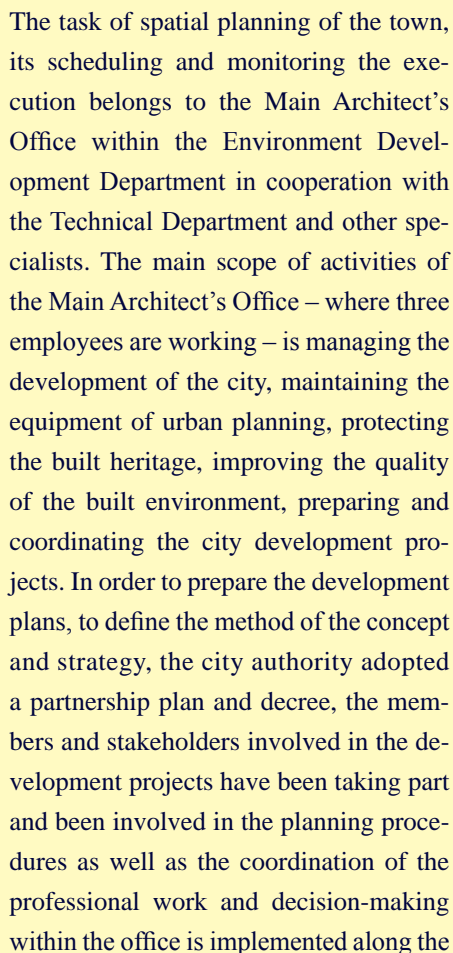 The task of spatial planning of the town,
its scheduling and monitoring the exe-
cution belongs to the Main Architect's
Office within the Environment Devel-
opment Department in cooperation with
the Technical Department and other spe-
cialists. The main scope of activities of
the Main Architect's Office – where three
employees are working – is managing the
development of the city, maintaining the
equipment of urban planning, protecting
the built heritage, improving the quality
of the built environment, preparing and
coordinating the city development pro-
jects. In order to prepare the development
plans, to define the method of the concept
and strategy, the city authority adopted
a partnership plan and decree, the mem-
bers and stakeholders involved in the de-
velopment projects have been taking part
and been involved in the planning proce-
dures as well as the coordination of the
professional work and decision-making
within the office is implemented along the